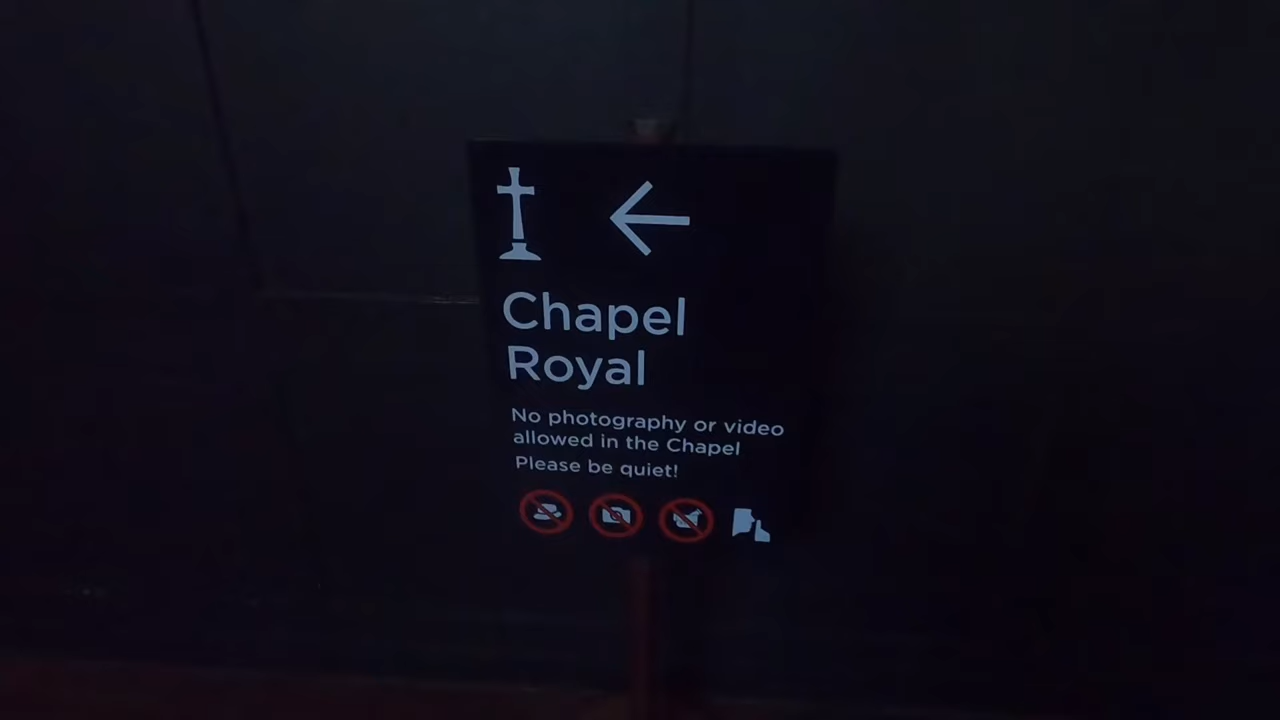 Chapel
Royal
No photography or video
allowed in the Chapel
Please be quiet!